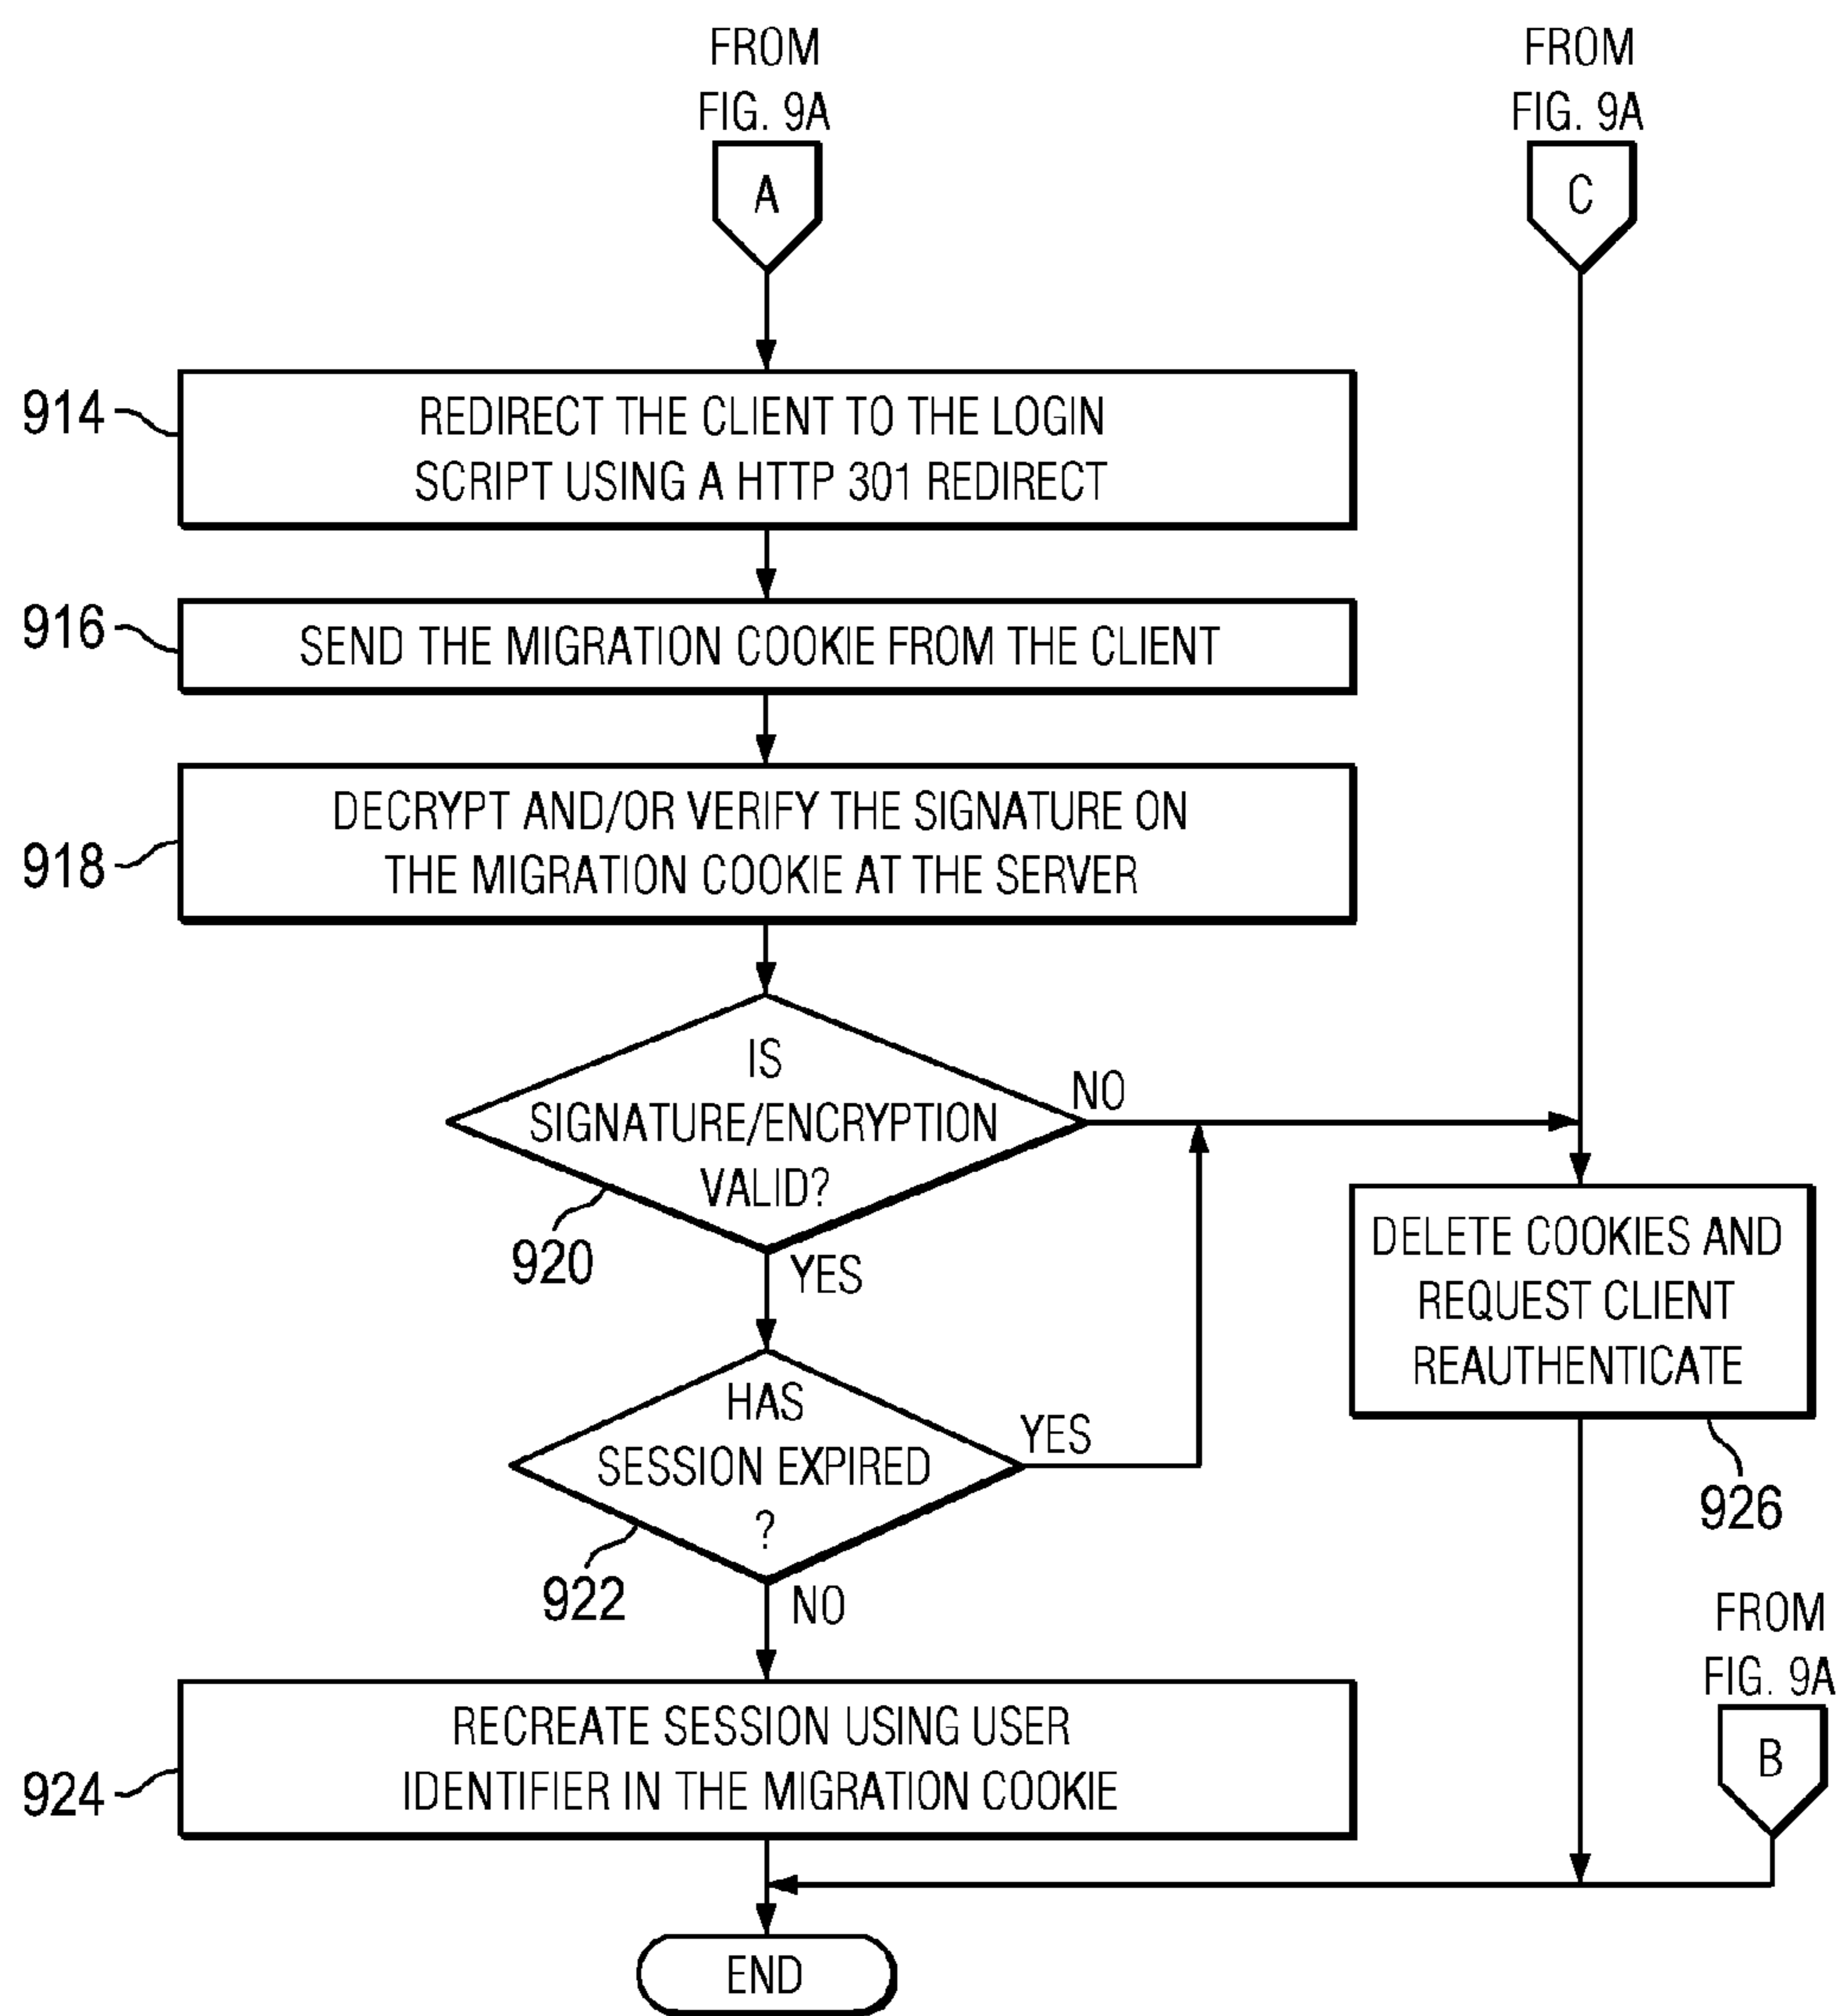 FROM
FIG. 9A
A
FROM
FIG. 9A
C
914
REDIRECT THE CLIENT TO THE LOGIN
SCRIPT USING A HTTP 301 REDIRECT
916
SEND THE MIGRATION COOKIE FROM THE CLIENT
918
DECRYPT AND/OR VERIFY THE SIGNATURE ON
THE MIGRATION COOKIE AT THE SERVER
IS
SIGNATURE/ENCRYPTION
VALID?
NO
920
YES
DELETE COOKIES AND
REQUEST CLIENT
REAUTHENTICATE
926
HAS
SESSION EXPIRED
?
YES
922
NO
FROM
FIG. 9A
B
924
RECREATE SESSION USING USER
IDENTIFIER IN THE MIGRATION COOKIE
END